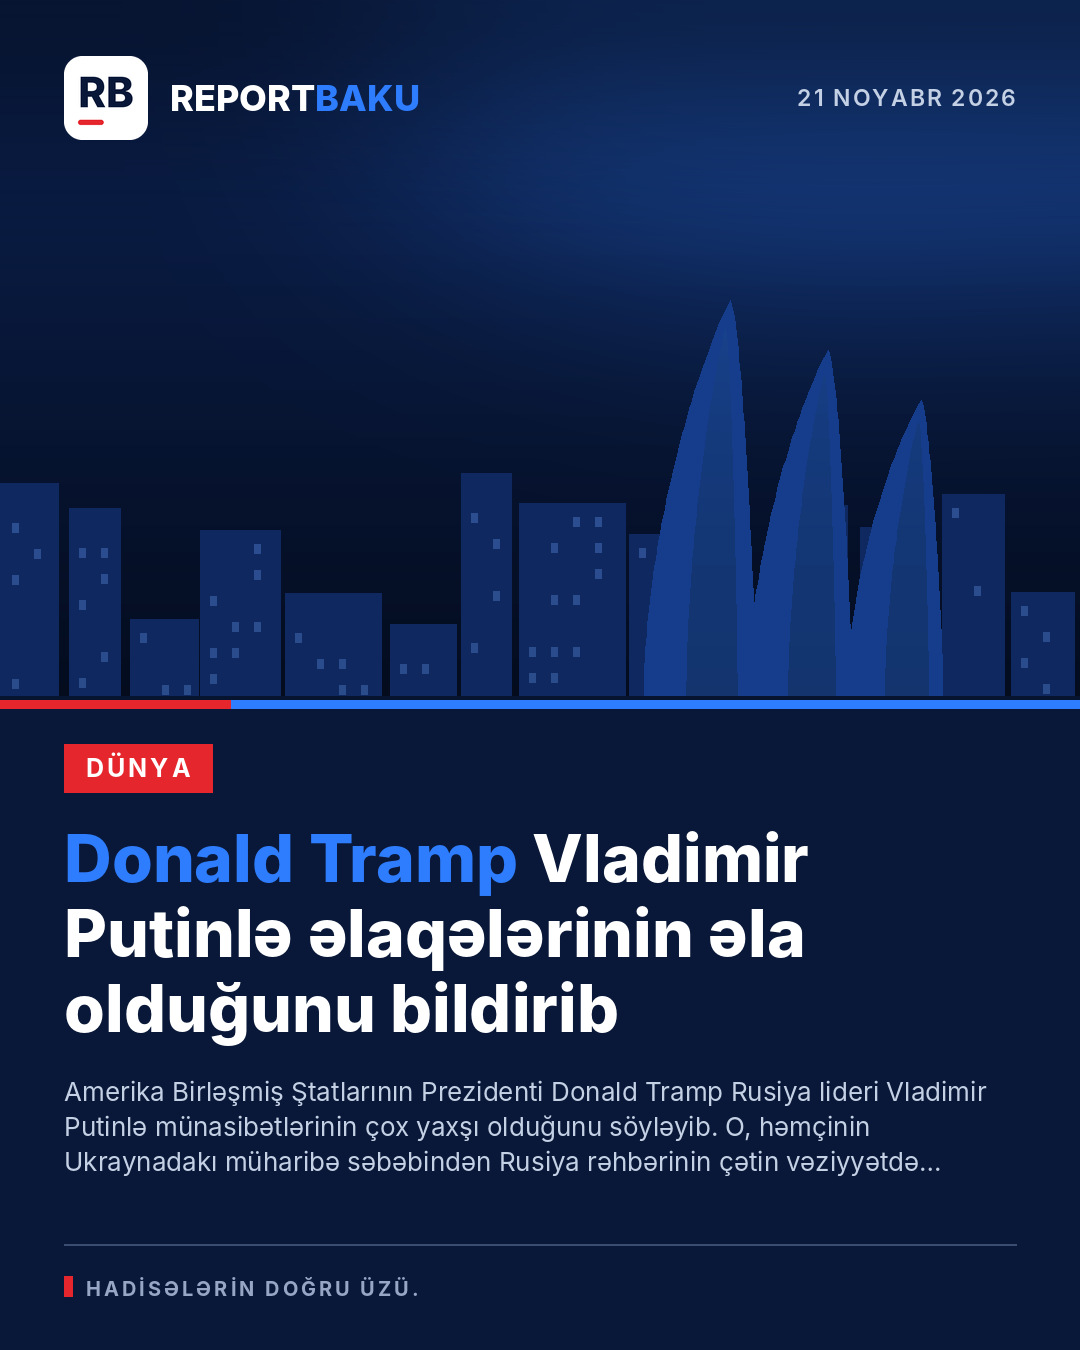 RB
REPORTBAKU
21 NOYABR 2026
DÜNYA
Donald Tramp Vladimir
Putinlə əlaqələrinin əla
olduğunu bildirib
Amerika Birləşmiş Ştatlarının Prezidenti Donald Tramp Rusiya lideri Vladimir
Putinlə münasibətlərinin çox yaxşı olduğunu söyləyib. O, həmçinin
Ukraynadakı müharibə səbəbindən Rusiya rəhbərinin çətin vəziyyətdə...
HADİSƏLƏRİN DOĞRU ÜZÜ.